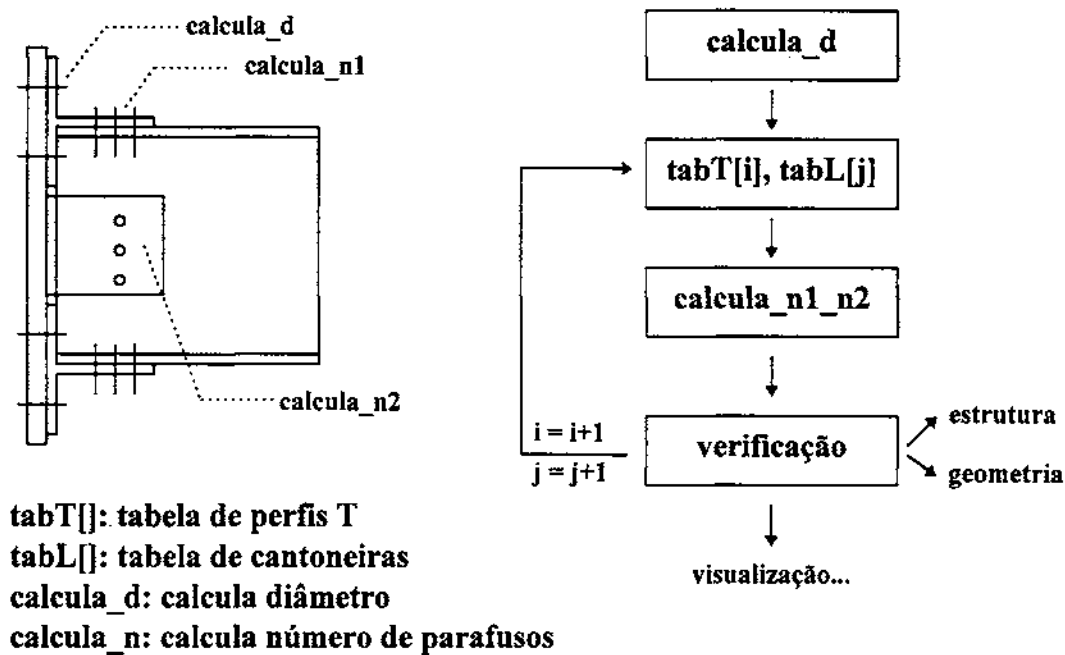 calcula_d
calcula_n1
calcula_n2
calcula_d
tabT[i], tabL[j]
calcula_n1_n2
verificação
i = i+1
j = j+1
estrutura
geometria
visualização...
tabT[]: tabela de perfis T
tabL[]: tabela de cantoneiras
calcula_d: calcula diâmetro
calcula_n: calcula número de parafusos